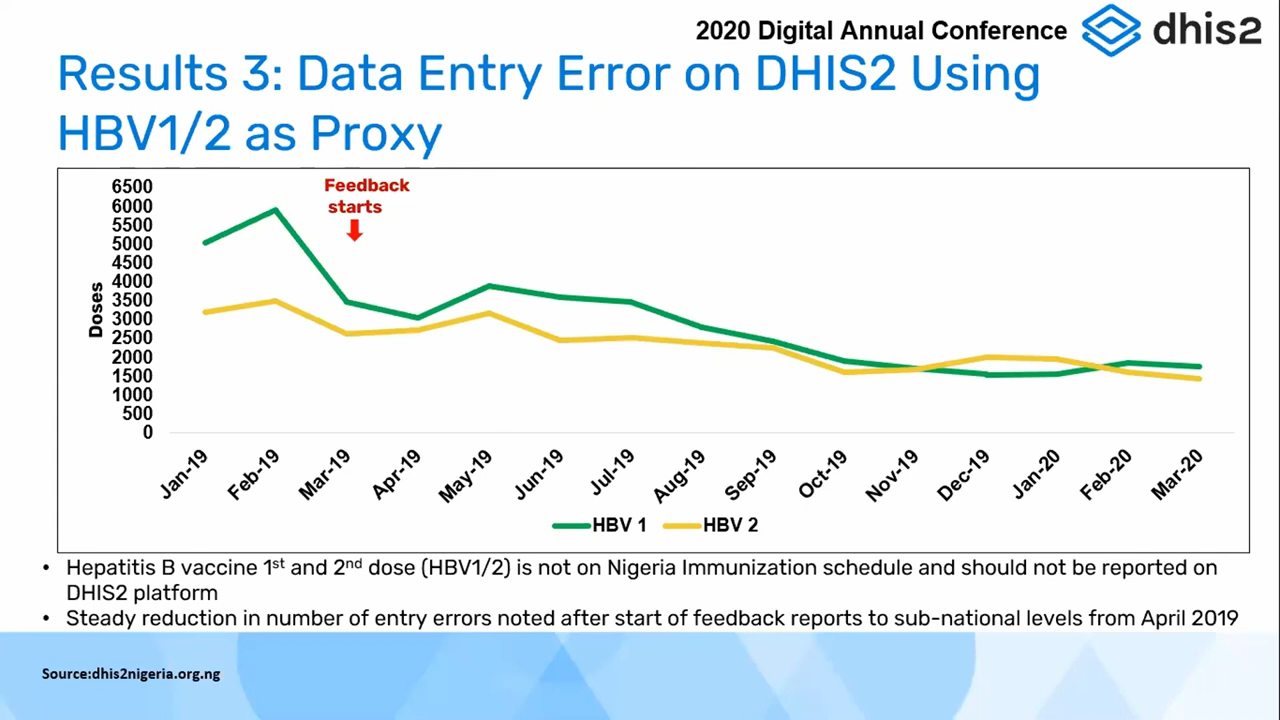 2020 Digital Annual Conference
dhis2
Results 3: Data Entry Error on DHIS2 Using
HBV1/2 as Proxy
Feedback
starts
Doses
6500
6000
5500
5000
4500
4000
3500
3000
2500
2000
1500
1000
500
0
Jan-19
Feb-19
Mar-19
Apr-19
May-19
Jun-19
Jul-19
Aug-19
Sep-19
Oct-19
Nov-19
Dec-19
Jan-20
Feb-20
Mar-20
HBV 1
HBV 2
• Hepatitis B vaccine 1st and 2nd dose (HBV1/2) is not on Nigeria Immunization schedule and should not be reported on
DHIS2 platform
• Steady reduction in number of entry errors noted after start of feedback reports to sub-national levels from April 2019
Source:dhis2nigeria.org.ng